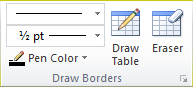 ½ pt
Pen Color
Draw Table
Eraser
Draw Borders